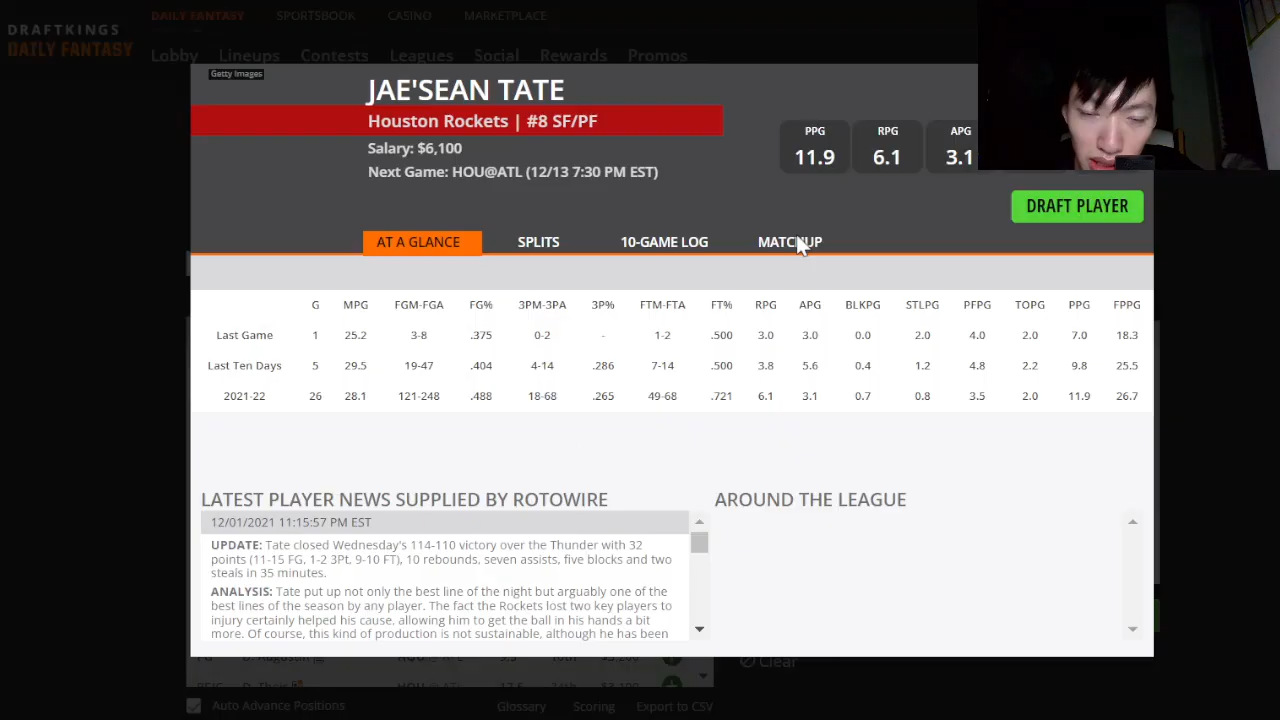 DAILY FANTASY SPORTSBOOK CASINO MARKETPLACE
DRAFTKINGS
DAILY FANTASY
Lobby Lineups Contests Leagues Social Rewards Promos
Getty Images
JAE'SEAN TATE
Houston Rockets | #8 SF/PF
Salary: $6,100
Next Game: HOU@ATL (12/13 7:30 PM EST)
PPG RPG APG
11.9 6.1 3.1
DRAFT PLAYER
AT A GLANCE SPLITS 10-GAME LOG MATCHUP
G MPG FGM-FGA FG% 3PM-3PA 3P% FTM-FTA FT% RPG APG BLKPG STLPG PFPG TOPG PPG FPPG
Last Game 1 25.2 3-8 .375 0-2 - 1-2 .500 3.0 3.0 0.0 2.0 4.0 2.0 7.0 18.3
Last Ten Days 5 29.5 19-47 .404 4-14 .286 7-14 .500 3.8 5.6 0.4 1.2 4.8 2.2 9.8 25.5
2021-22 26 28.1 121-248 .488 18-68 .265 49-68 .721 6.1 3.1 0.7 0.8 3.5 2.0 11.9 26.7
LATEST PLAYER NEWS SUPPLIED BY ROTOWIRE AROUND THE LEAGUE
12/01/2021 11:15:57 PM EST
UPDATE: Tate closed Wednesday's 114-110 victory over the Thunder with 32
points (11-15 FG, 1-2 3Pt, 9-10 FT), 10 rebounds, seven assists, five blocks and two
steals in 35 minutes.
ANALYSIS: Tate put up not only the best line of the night but arguably one of the
best lines of the season by any player. The fact the Rockets lost two key players to
injury certainly helped his cause, allowing him to get the ball in his hands a bit
more. Of course, this kind of production is not sustainable, although he has been
Clear
Auto Advance Positions Glossary Scoring Export to CSV